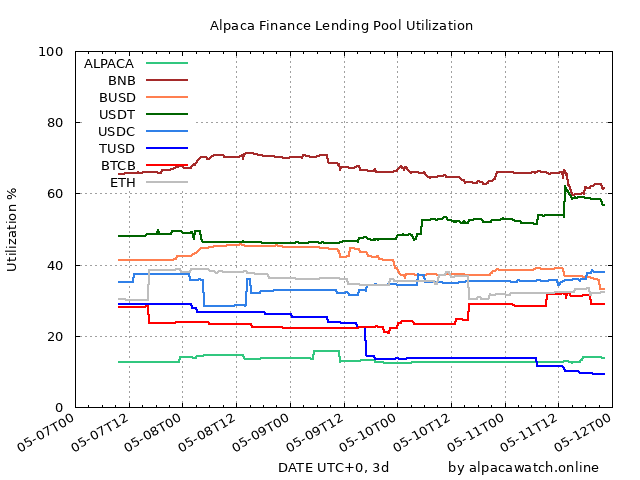 Alpaca Finance Lending Pool Utilization
100
80
60
40
20
0
Utilization %
ALPACA
BNB
BUSD
USDT
USDC
TUSD
BTCB
ETH
05-07T00
05-07T12
05-08T00
05-08T12
05-09T00
05-09T12
05-10T00
05-10T12
05-11T00
05-11T12
05-12T00
DATE UTC+0, 3d
by alpacawatch.online